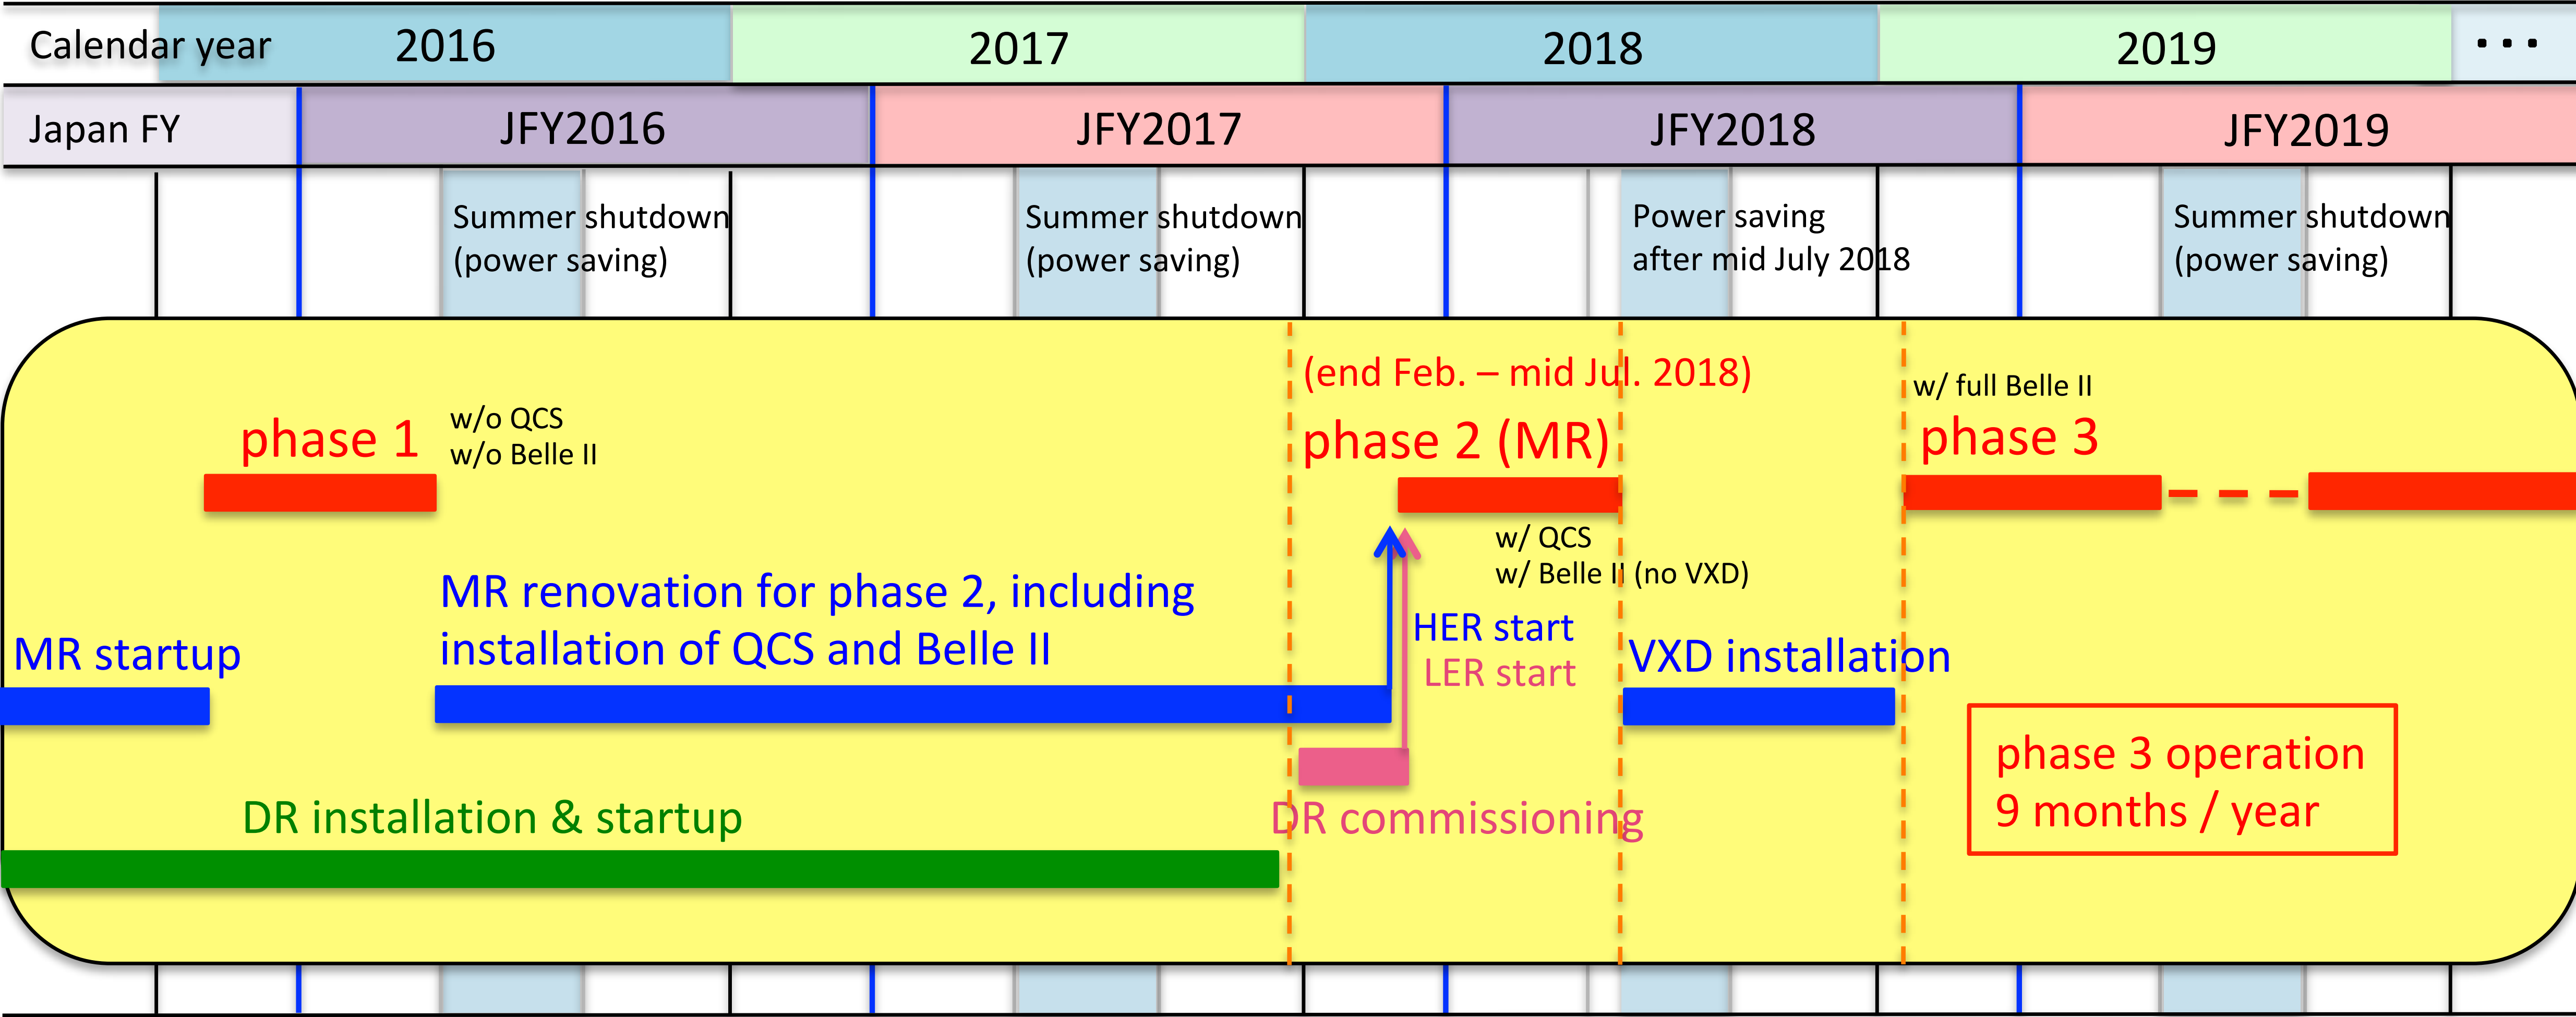 Calendar year 2016 2017 2018 2019 ...
Japan FY JFY2016 JFY2017 JFY2018 JFY2019
Summer shutdown
(power saving)
Summer shutdown
(power saving)
Power saving
after mid July 2018
Summer shutdown
(power saving)
phase 1
w/o QCS
w/o Belle II
(end Feb. – mid Jul. 2018)
phase 2 (MR)
w/ QCS
w/ Belle II (no VXD)
w/ full Belle II
phase 3
MR startup
MR renovation for phase 2, including
installation of QCS and Belle II
HER start
LER start
VXD installation
DR installation & startup
DR commissioning
phase 3 operation
9 months / year